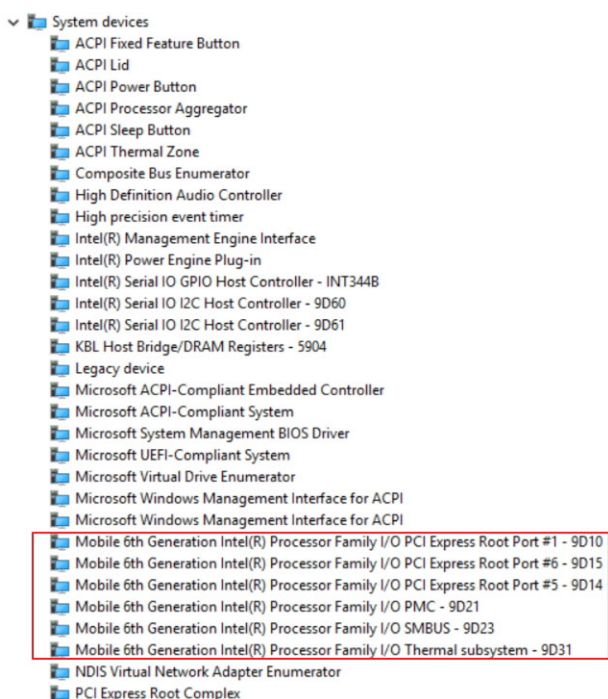 System devices
ACPI Fixed Feature Button
ACPI Lid
ACPI Power Button
ACPI Processor Aggregator
ACPI Sleep Button
ACPI Thermal Zone
Composite Bus Enumerator
High Definition Audio Controller
High precision event timer
Intel(R) Management Engine Interface
Intel(R) Power Engine Plug-in
Intel(R) Serial IO GPIO Host Controller - INT344B
Intel(R) Serial IO I2C Host Controller - 9D60
Intel(R) Serial IO I2C Host Controller - 9D61
KBL Host Bridge/DRAM Registers - 5904
Legacy device
Microsoft ACPI-Compliant Embedded Controller
Microsoft ACPI-Compliant System
Microsoft System Management BIOS Driver
Microsoft UEFI-Compliant System
Microsoft Virtual Drive Enumerator
Microsoft Windows Management Interface for ACPI
Microsoft Windows Management Interface for ACPI
Mobile 6th Generation Intel(R) Processor Family I/O PCI Express Root Port #1 - 9D10
Mobile 6th Generation Intel(R) Processor Family I/O PCI Express Root Port #6 - 9D15
Mobile 6th Generation Intel(R) Processor Family I/O PCI Express Root Port #5 - 9D14
Mobile 6th Generation Intel(R) Processor Family I/O PMC - 9D21
Mobile 6th Generation Intel(R) Processor Family I/O SMBUS - 9D23
Mobile 6th Generation Intel(R) Processor Family I/O Thermal subsystem - 9D31
NDIS Virtual Network Adapter Enumerator
PCI Express Root Complex